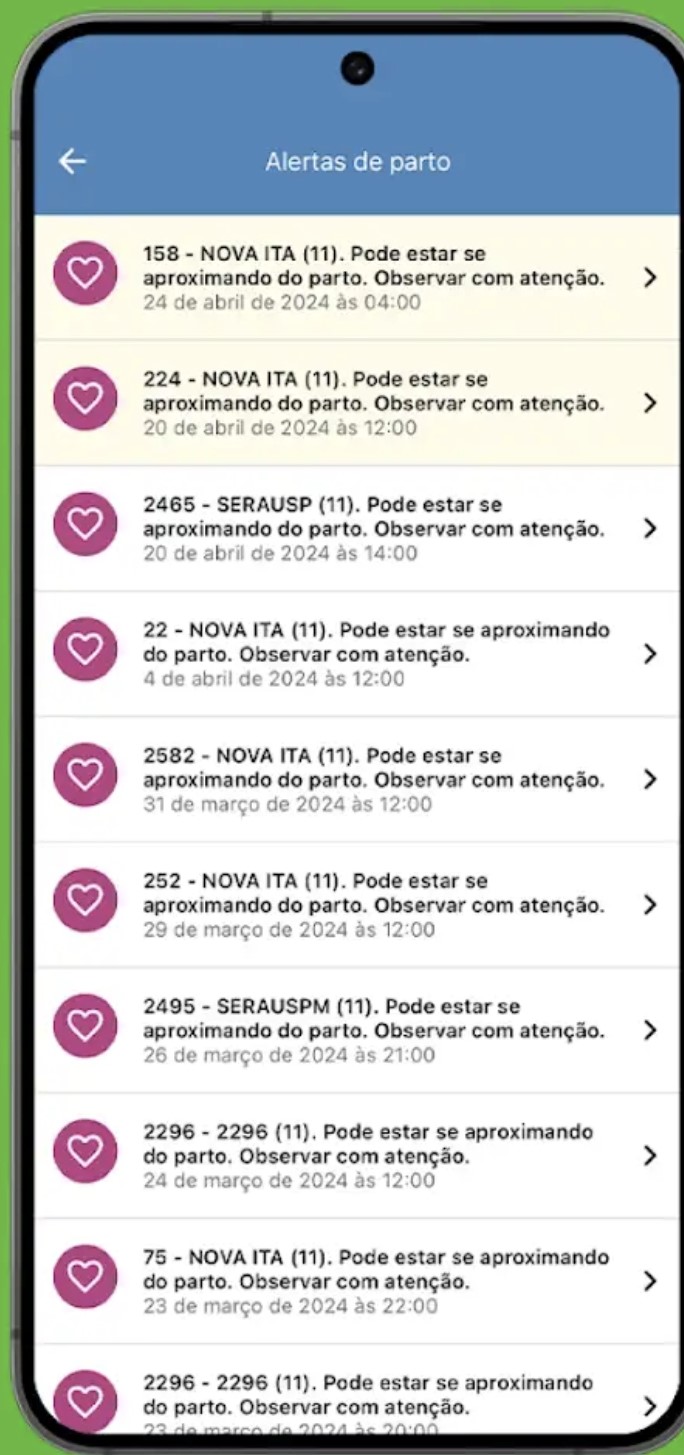 Alertas de parto
158 - NOVA ITA (11). Pode estar se
aproximando do parto. Observar com atenção.
24 de abril de 2024 às 04:00
224 - NOVA ITA (11). Pode estar se
aproximando do parto. Observar com atenção.
20 de abril de 2024 às 12:00
2465 - SERAUSP (11). Pode estar se
aproximando do parto. Observar com atenção.
20 de abril de 2024 às 14:00
22 - NOVA ITA (11). Pode estar se aproximando
do parto. Observar com atenção.
4 de abril de 2024 às 12:00
2582 - NOVA ITA (11). Pode estar se
aproximando do parto. Observar com atenção.
31 de março de 2024 às 12:00
252 - NOVA ITA (11). Pode estar se
aproximando do parto. Observar com atenção.
29 de março de 2024 às 12:00
2495 - SERAUSPM (11). Pode estar se
aproximando do parto. Observar com atenção.
26 de março de 2024 às 21:00
2296 - 2296 (11). Pode estar se aproximando
do parto. Observar com atenção.
24 de março de 2024 às 12:00
75 - NOVA ITA (11). Pode estar se aproximando
do parto. Observar com atenção.
23 de março de 2024 às 22:00
2296 - 2296 (11). Pode estar se aproximando
do parto. Observar com atenção.
23 de março de 2024 às 20:00